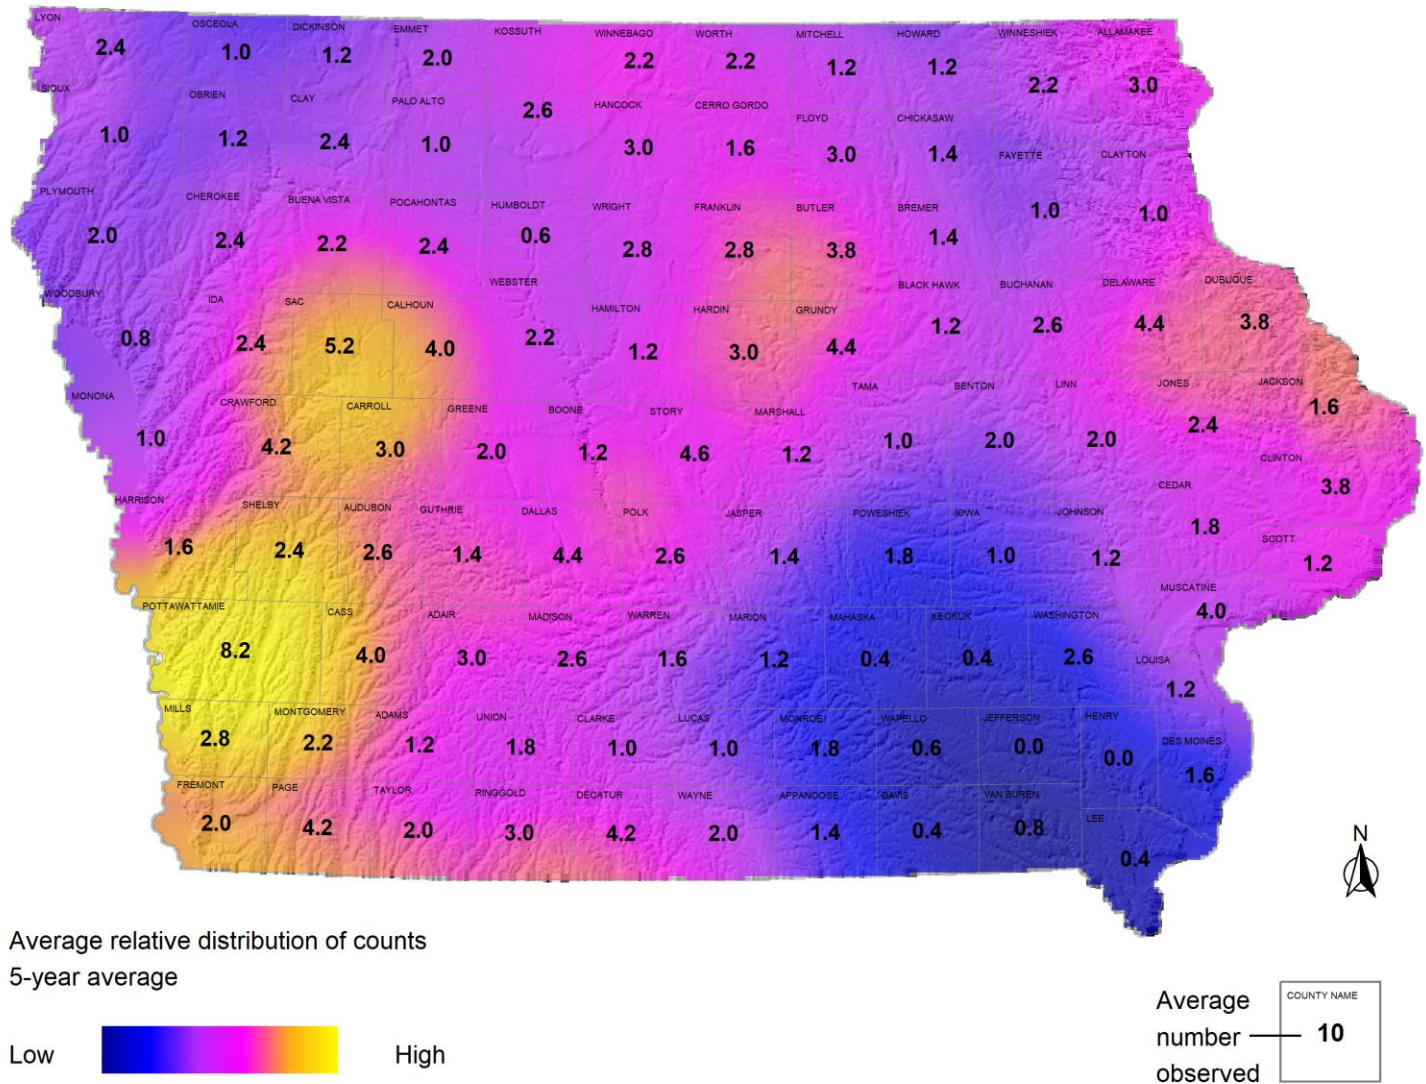 LYON OSCEOLA DICKINSON EMMET KOSSUTH WINNEBAGO WORTH MITCHELL HOWARD WINNESHIEK ALLAMAKEE
2.4 1.0 1.2 2.0 2.6 2.2 2.2 1.2 1.2 2.2 3.0
SIOUX OBRIEN CLAY PALO ALTO HANCOCK CERRO GORDO FLOYD CHICKASAW FAYETTE CLAYTON
1.0 1.2 2.4 1.0 3.0 1.6 3.0 1.4 1.0 1.0
PLYMOUTH CHEROKEE BUENA VISTA POCAHONTAS HUMBOLDT WRIGHT FRANKLIN BUTLER BREMER
2.0 2.4 2.2 2.4 0.6 2.8 2.8 3.8 1.4
WOODBURY IDA SAC CALHOUN WEBSTER HAMILTON HARDIN GRUNDY BLACK HAWK BUCHANAN DELAWARE DUBUQUE
0.8 2.4 5.2 4.0 2.2 1.2 3.0 4.4 1.2 2.6 4.4 3.8
MONONA CRAWFORD CARROLL GREENE BOONE STORY MARSHALL TAMA BENTON LINN JONES JACKSON
1.0 4.2 3.0 2.0 1.2 4.6 1.2 1.0 2.0 2.0 2.4 1.6
CLINTON
3.8
HARRISON SHELBY AUDUBON GUTHRIE DALLAS POLK JASPER POWESHIEK IOWA JOHNSON CEDAR SCOTT
1.6 2.4 2.6 1.4 4.4 2.6 1.4 1.8 1.0 1.2 1.8 1.2
MUSCATINE
4.0
POTTAWATTAMIE CASS ADAIR MADISON WARREN MARION MAHASKA KEOKUK WASHINGTON LOUISA
8.2 4.0 3.0 2.6 1.6 1.2 0.4 0.4 2.6 1.2
MILLS MONTGOMERY ADAMS UNION CLARKE LUCAS MONROE WAPELLO JEFFERSON HENRY DES MOINES
2.8 2.2 1.2 1.8 1.0 1.0 1.8 0.6 0.0 0.0 1.6
FREMONT PAGE TAYLOR RINGGOLD DECATUR WAYNE APPANOOSE DAVIS VAN BUREN LEE
2.0 4.2 2.0 3.0 4.2 2.0 1.4 0.4 0.8 0.4
N
Average relative distribution of counts
5-year average
Low High
Average
number
observed
COUNTY NAME
10